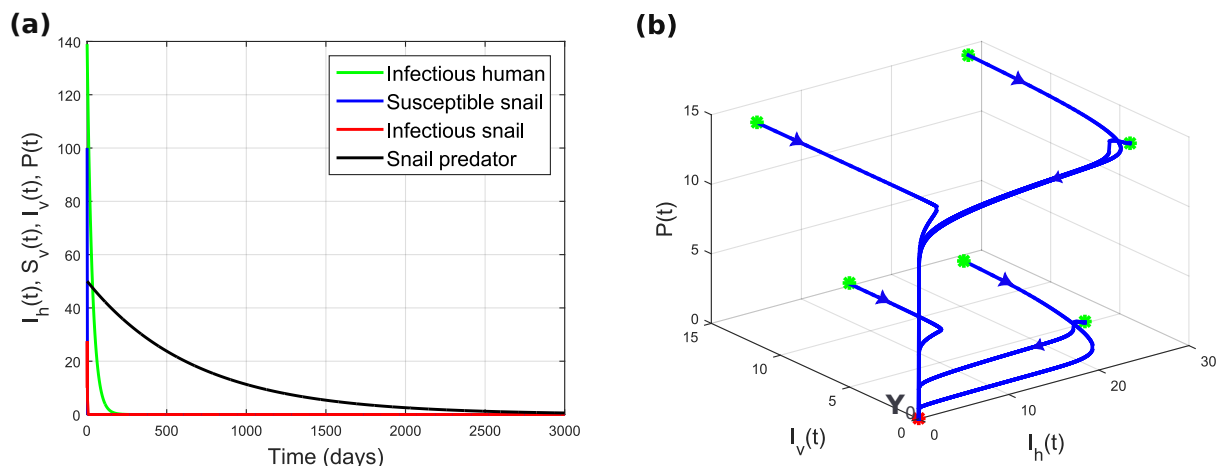 (a)
140
120
100
80
60
40
20
0
I_h(t), S_v(t), I_v(t), P(t)
Infectious human
Susceptible snail
Infectious snail
Snail predator
0 500 1000 1500 2000 2500 3000
Time (days)
(b)
15
10
5
0
P(t)
15
10
5
0
I_v(t)
0
10
20
30
I_h(t)
Y